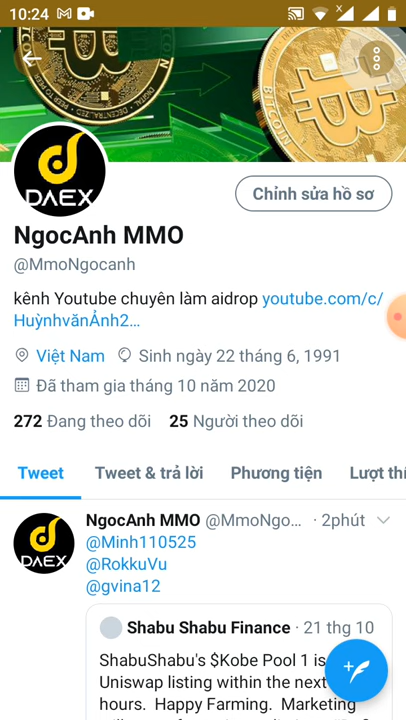 10:24
DAEX
Chỉnh sửa hồ sơ
NgocAnh MMO
@MmoNgocanh
kênh Youtube chuyên làm aidrop youtube.com/c/
HuỳnhvănẢnh2…
Việt Nam Sinh ngày 22 tháng 6, 1991
Đã tham gia tháng 10 năm 2020
272 Đang theo dõi 25 Người theo dõi
Tweet Tweet & trả lời Phương tiện Lượt thí
DAEX
NgocAnh MMO @MmoNgo... · 2phút
@Minh110525
@RokkuVu
@gvina12
Shabu Shabu Finance · 21 thg 10
ShabuShabu's $Kobe Pool 1 is
Uniswap listing within the next
hours. Happy Farming. Marketing